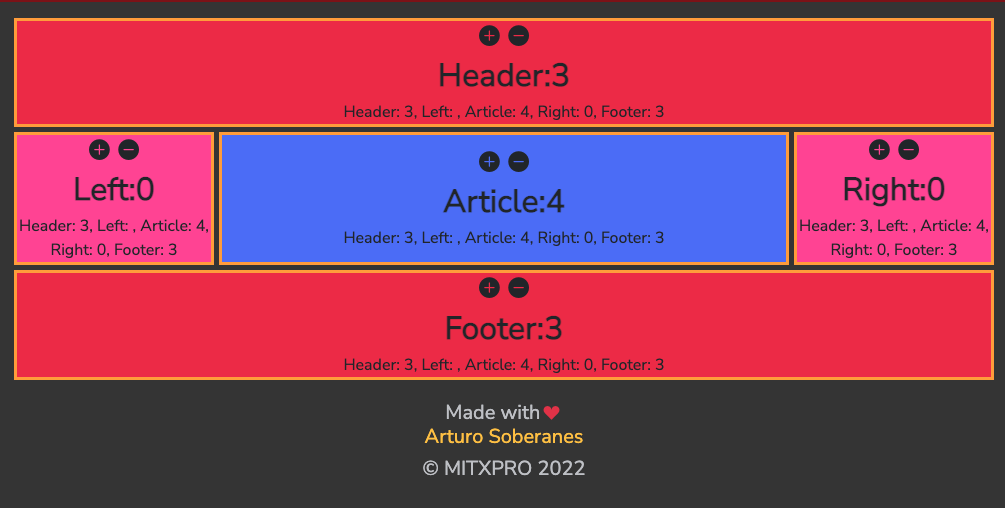 Header:3
Header: 3, Left: , Article: 4, Right: 0, Footer: 3
Left:0
Header: 3, Left: , Article: 4,
Right: 0, Footer: 3
Article:4
Header: 3, Left: , Article: 4, Right: 0, Footer: 3
Right:0
Header: 3, Left: , Article: 4,
Right: 0, Footer: 3
Footer:3
Header: 3, Left: , Article: 4, Right: 0, Footer: 3
Made with ❤
Arturo Soberanes
© MITXPRO 2022